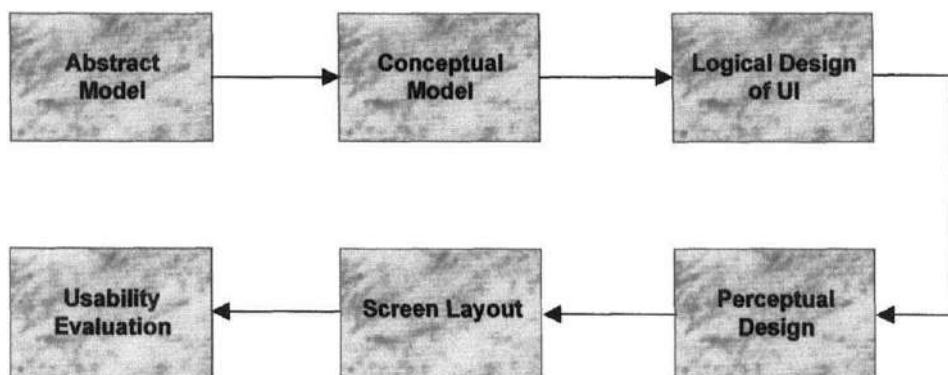 Abstract
Model
Conceptual
Model
Logical Design
of UI
Perceptual
Design
Screen Layout
Usability
Evaluation